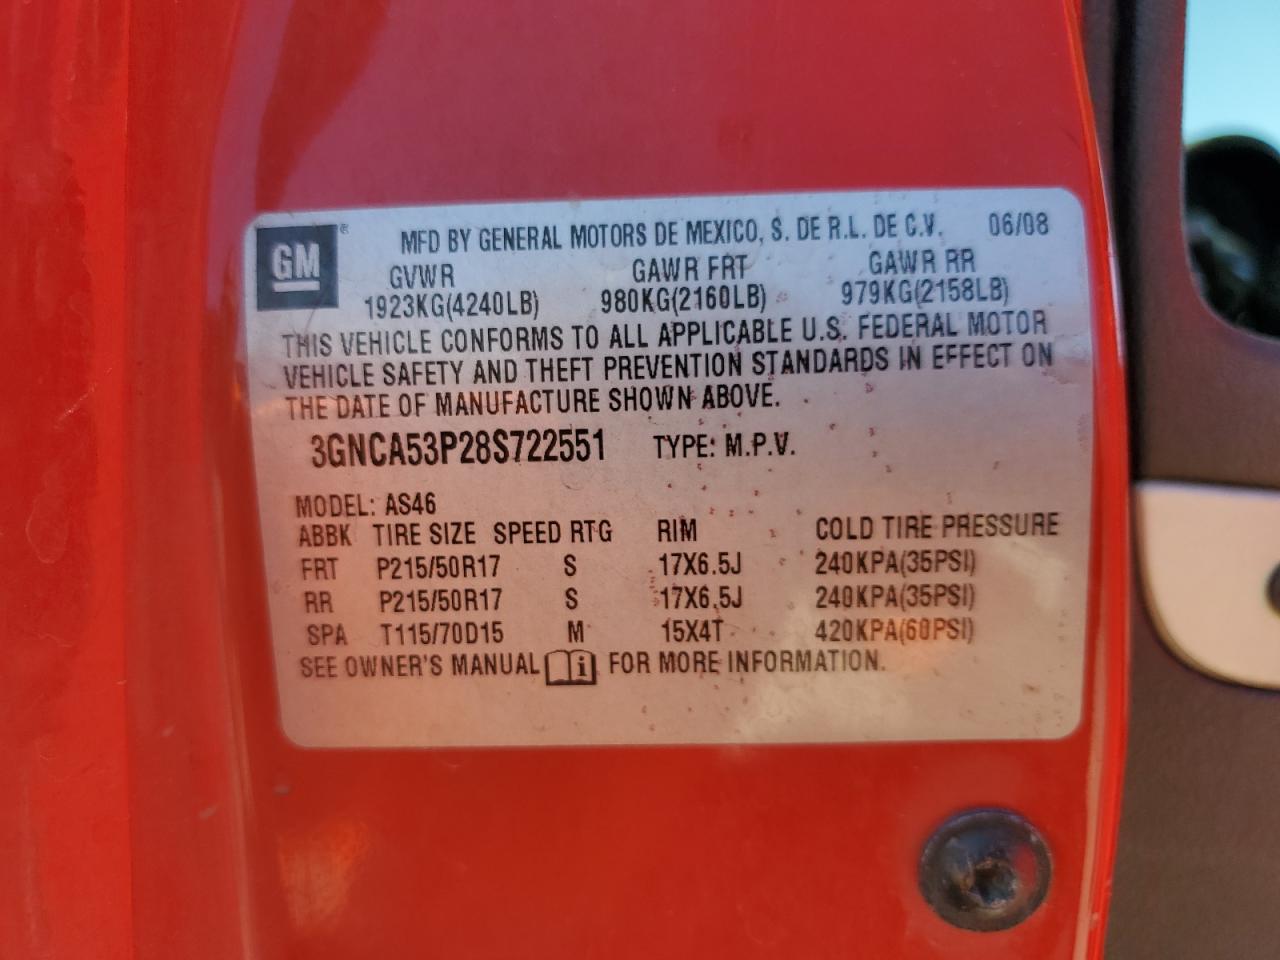 GM® MFD BY GENERAL MOTORS DE MEXICO, S. DE R.L. DE C.V. 06/08
GVWR GAWR FRT GAWR RR
1923KG(4240LB) 980KG(2160LB) 979KG(2158LB)
THIS VEHICLE CONFORMS TO ALL APPLICABLE U.S. FEDERAL MOTOR
VEHICLE SAFETY AND THEFT PREVENTION STANDARDS IN EFFECT ON
THE DATE OF MANUFACTURE SHOWN ABOVE.
3GNCA53P28S722551 TYPE: M.P.V.
MODEL: AS46
ABBK TIRE SIZE SPEED RTG RIM COLD TIRE PRESSURE
FRT P215/50R17 S 17X6.5J 240KPA(35PSI)
RR P215/50R17 S 17X6.5J 240KPA(35PSI)
SPA T115/70D15 M 15X4T 420KPA(60PSI)
SEE OWNER'S MANUAL i FOR MORE INFORMATION.